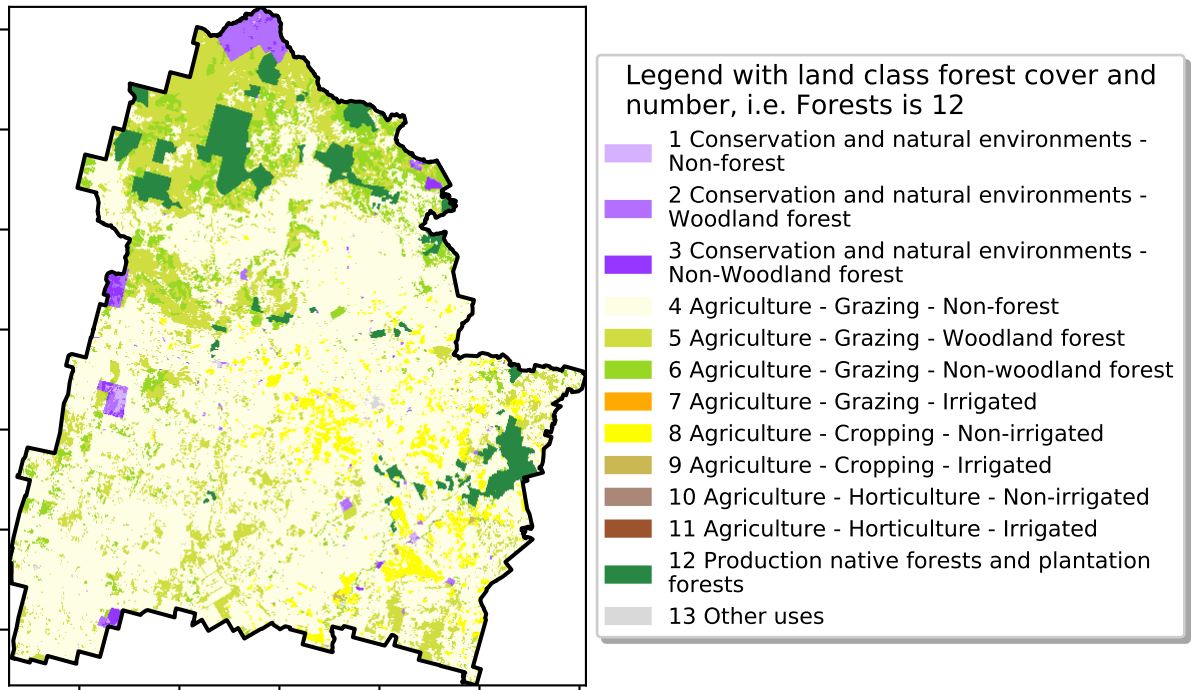 Legend with land class forest cover and
number, i.e. Forests is 12
1 Conservation and natural environments -
Non-forest
2 Conservation and natural environments -
Woodland forest
3 Conservation and natural environments -
Non-Woodland forest
4 Agriculture - Grazing - Non-forest
5 Agriculture - Grazing - Woodland forest
6 Agriculture - Grazing - Non-woodland forest
7 Agriculture - Grazing - Irrigated
8 Agriculture - Cropping - Non-irrigated
9 Agriculture - Cropping - Irrigated
10 Agriculture - Horticulture - Non-irrigated
11 Agriculture - Horticulture - Irrigated
12 Production native forests and plantation
forests
13 Other uses